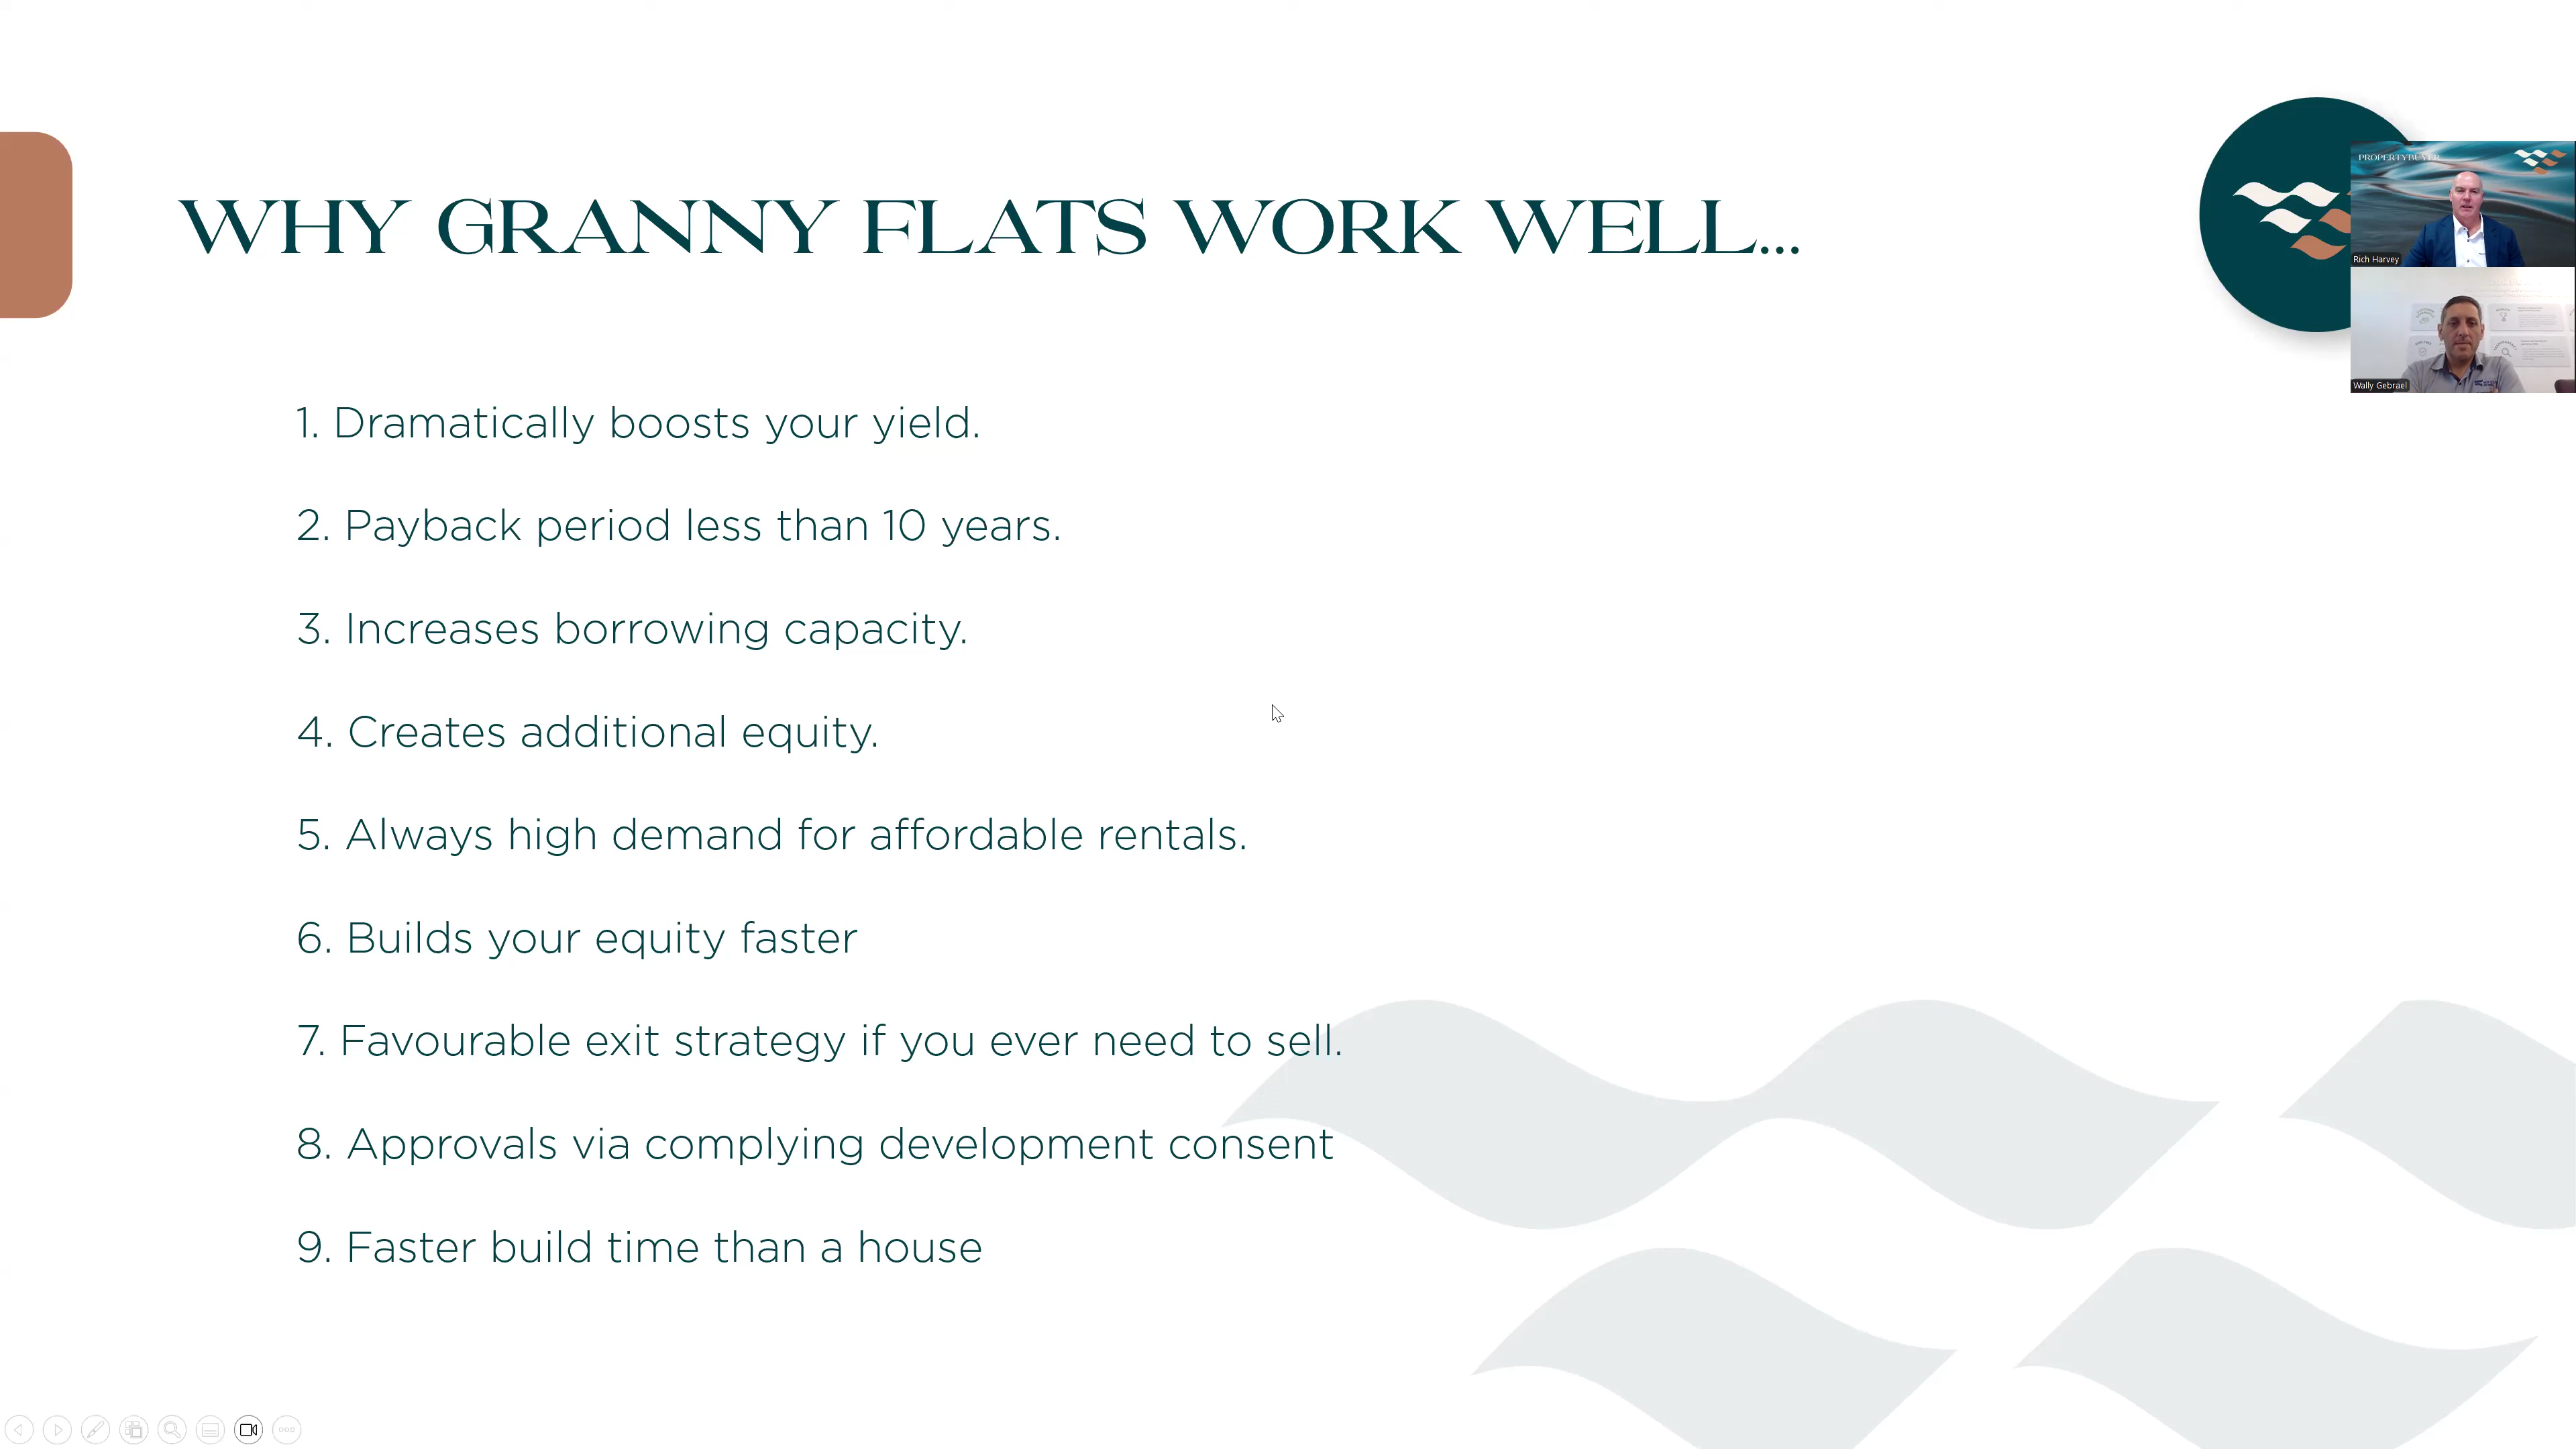 WHY GRANNY FLATS WORK WELL...
PROPERTYBUYER
Rich Harvey
Wally Gebrael
1. Dramatically boosts your yield.
2. Payback period less than 10 years.
3. Increases borrowing capacity.
4. Creates additional equity.
5. Always high demand for affordable rentals.
6. Builds your equity faster
7. Favourable exit strategy if you ever need to sell.
8. Approvals via complying development consent
9. Faster build time than a house